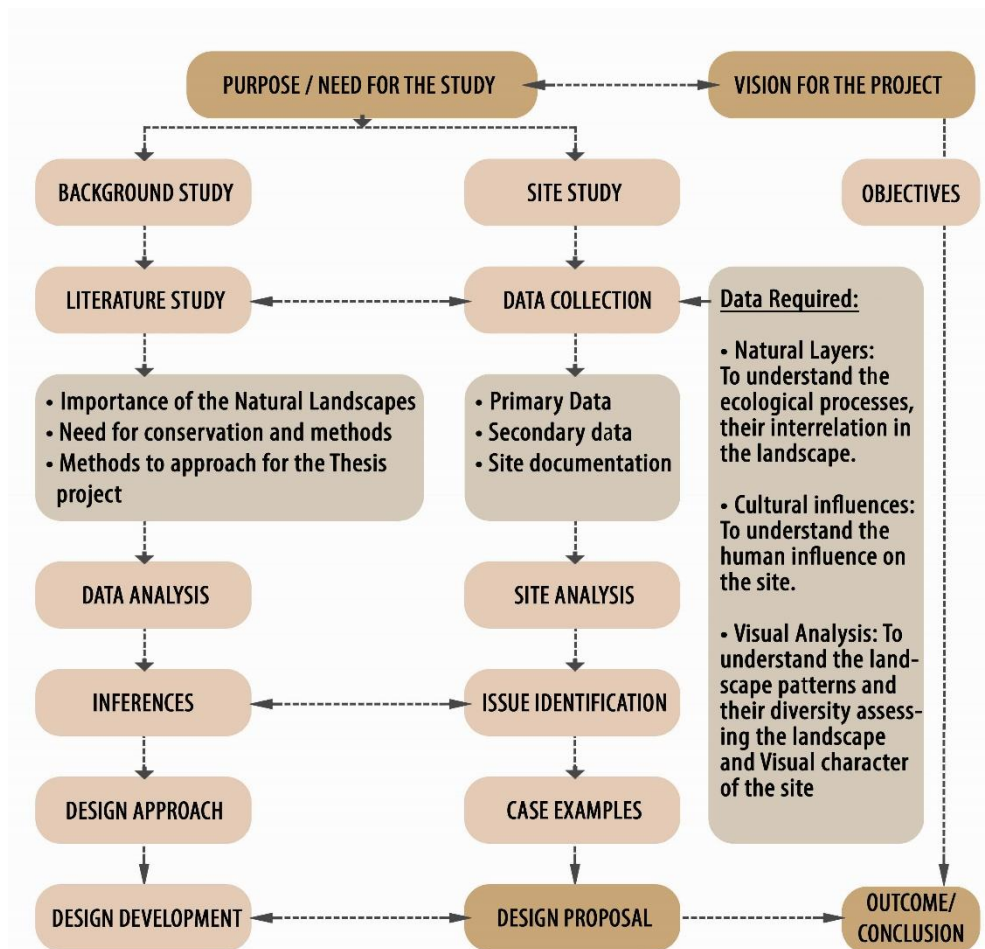 PURPOSE / NEED FOR THE STUDY
VISION FOR THE PROJECT
BACKGROUND STUDY
SITE STUDY
OBJECTIVES
LITERATURE STUDY
DATA COLLECTION
Data Required:
• Natural Layers:
To understand the
ecological processes,
their interrelation in
the landscape.
• Cultural influences:
To understand the
human influence on
the site.
• Visual Analysis: To
understand the land-
scape patterns and
their diversity assess-
ing the landscape
and Visual character
of the site
• Importance of the Natural Landscapes
• Need for conservation and methods
• Methods to approach for the Thesis
project
• Primary Data
• Secondary data
• Site documentation
DATA ANALYSIS
SITE ANALYSIS
INFERENCES
ISSUE IDENTIFICATION
DESIGN APPROACH
CASE EXAMPLES
DESIGN DEVELOPMENT
DESIGN PROPOSAL
OUTCOME/
CONCLUSION